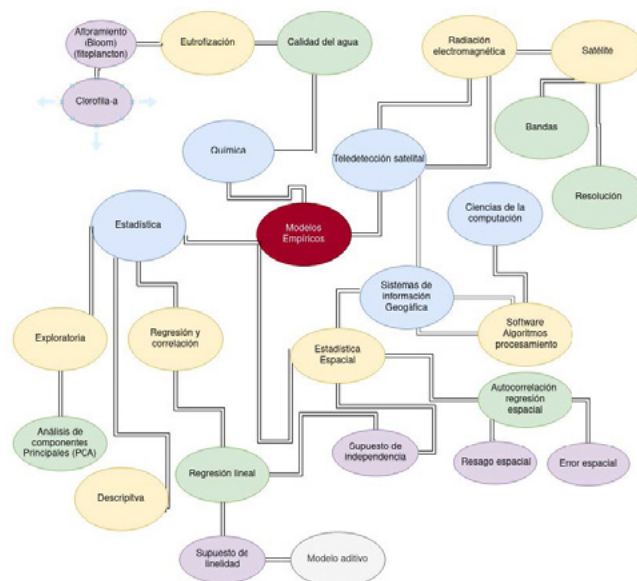 Afloramiento
(Bloom)
(fitoplancton)
Eutrofización
Calidad del agua
Radiación
electromagnética
Satélite
Clorofila-a
Bandas
Química
Teledetección satelital
Resolución
Ciencias de la
computación
Estadística
Modelos
Empíricos
Sistemas de
información
Geogáfica
Exploratoria
Regresión y
correlación
Estadística
Espacial
Software
Algoritmos
procesamiento
Autocorrelación
regresión
espacial
Análisis de
componentes
Principales (PCA)
Regresión lineal
Supuesto de
independencia
Resago espacial
Error espacial
Descripitva
Supuesto de
linelidad
Modelo aditivo